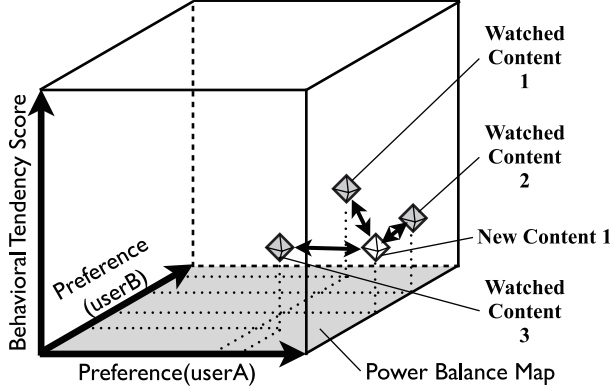 Watched
Content
1
Watched
Content
2
New Content 1
Watched
Content
3
Behavioral Tendency Score
Preference
(userB)
Preference(userA)
Power Balance Map